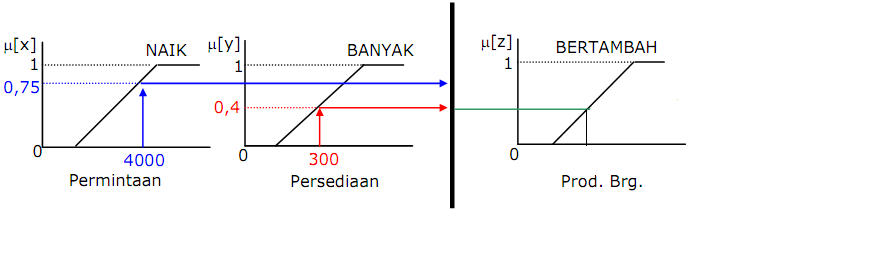 μ[x]
NAIK
1
0,75
0
4000
Permintaan
μ[y]
BANYAK
1
0,4
0
300
Persediaan
μ[z]
BERTAMBAH
1
0
Prod. Brg.